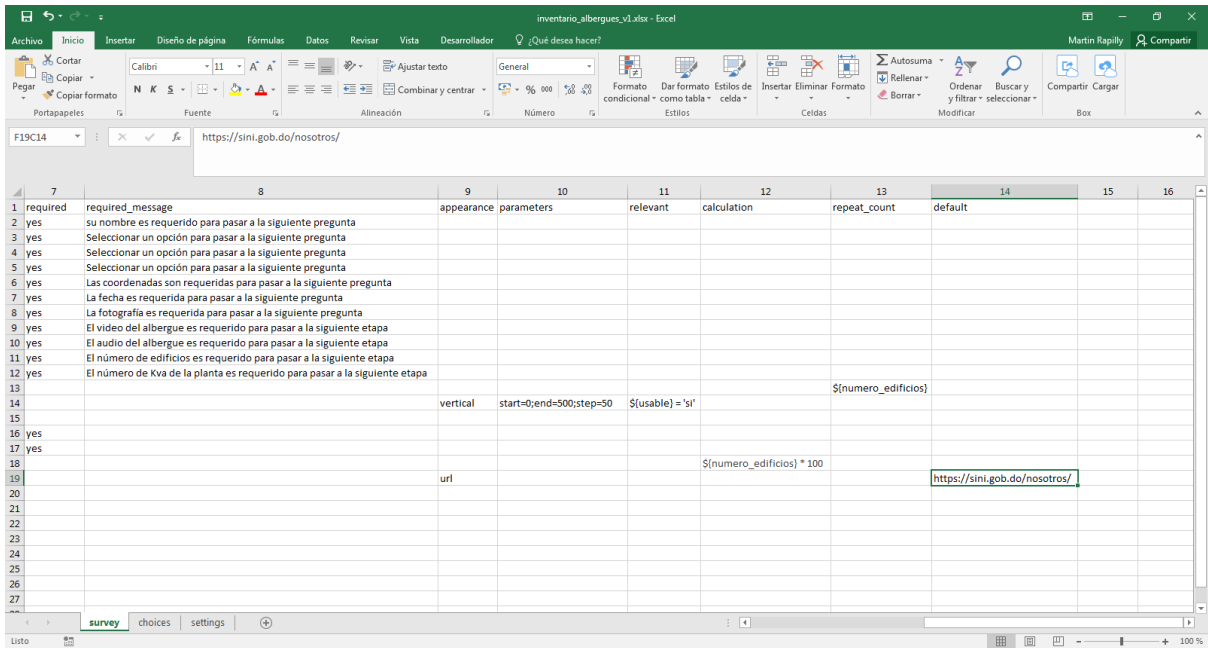 inventario_albergues_v1.xlsx - Excel
Archivo Inicio Insertar Diseño de página Fórmulas Datos Revisar Vista Desarrollador ¿Qué desea hacer? Martin Rapilly Compartir
Pegar
Cortar
Copiar
Copiar formato
Portapapeles
Calibri 11 A A
N K S A
Fuente
Ajustar texto
Combinar y centrar
Alineación
General
% 000
Número
Formato condicional
Dar formato como tabla
Estilos de celda
Estilos
Insertar Eliminar Formato
Celdas
Autosuma
Rellenar
Borrar
Ordenar y filtrar
Buscar y seleccionar
Modificar
Compartir Cargar
Box
F19C14 fx https://sini.gob.do/nosotros/
7 8 9 10 11 12 13 14 15 16
1 required required_message appearance parameters relevant calculation repeat_count default
2 yes su nombre es requerido para pasar a la siguiente pregunta
3 yes Seleccionar un opción para pasar a la siguiente pregunta
4 yes Seleccionar un opción para pasar a la siguiente pregunta
5 yes Seleccionar un opción para pasar a la siguiente pregunta
6 yes Las coordenadas son requeridas para pasar a la siguiente pregunta
7 yes La fecha es requerida para pasar a la siguiente pregunta
8 yes La fotografía es requerida para pasar a la siguiente pregunta
9 yes El video del albergue es requerido para pasar a la siguiente etapa
10 yes El audio del albergue es requerido para pasar a la siguiente etapa
11 yes El número de edificios es requerido para pasar a la siguiente etapa
12 yes El número de Kva de la planta es requerido para pasar a la siguiente etapa
13 ${numero_edificios}
14 vertical start=0;end=500;step=50 ${usable} = 'si'
15
16 yes
17 yes
18 ${numero_edificios} * 100
19 url https://sini.gob.do/nosotros/
20
21
22
23
24
25
26
27
survey choices settings
Listo 100 %